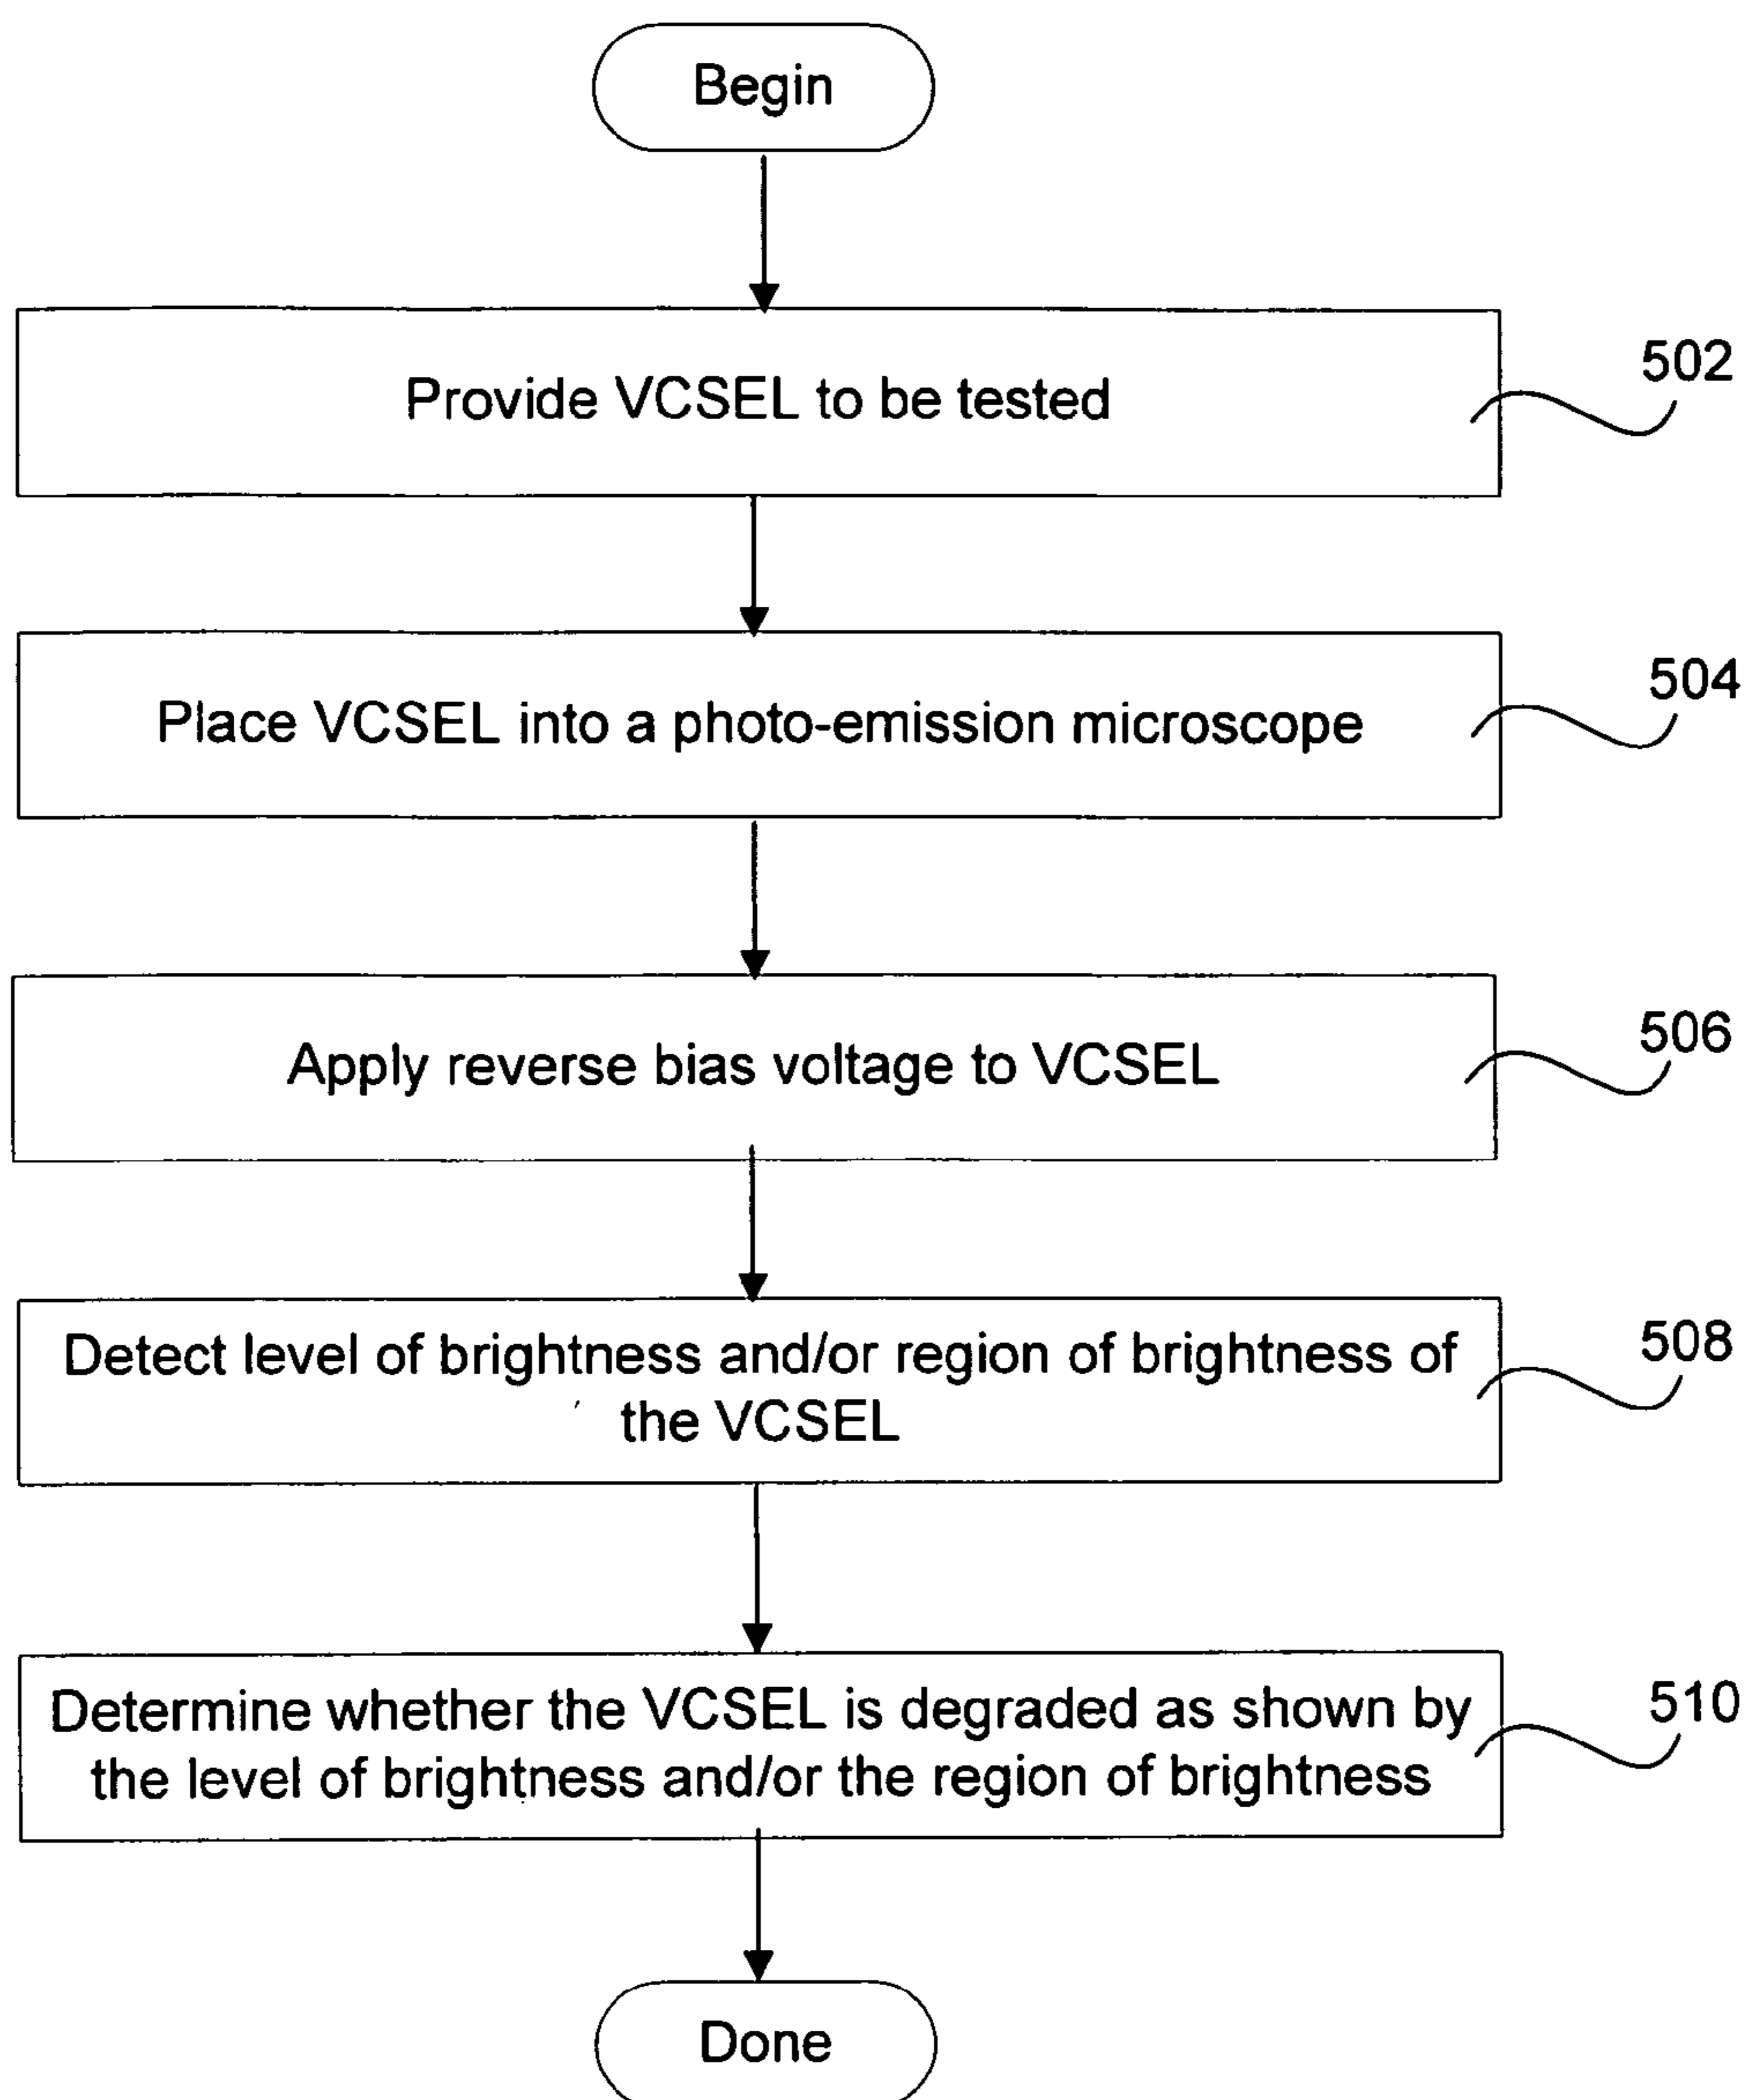 Begin
Provide VCSEL to be tested
502
Place VCSEL into a photo-emission microscope
504
Apply reverse bias voltage to VCSEL
506
Detect level of brightness and/or region of brightness of
the VCSEL
508
Determine whether the VCSEL is degraded as shown by
the level of brightness and/or the region of brightness
510
Done